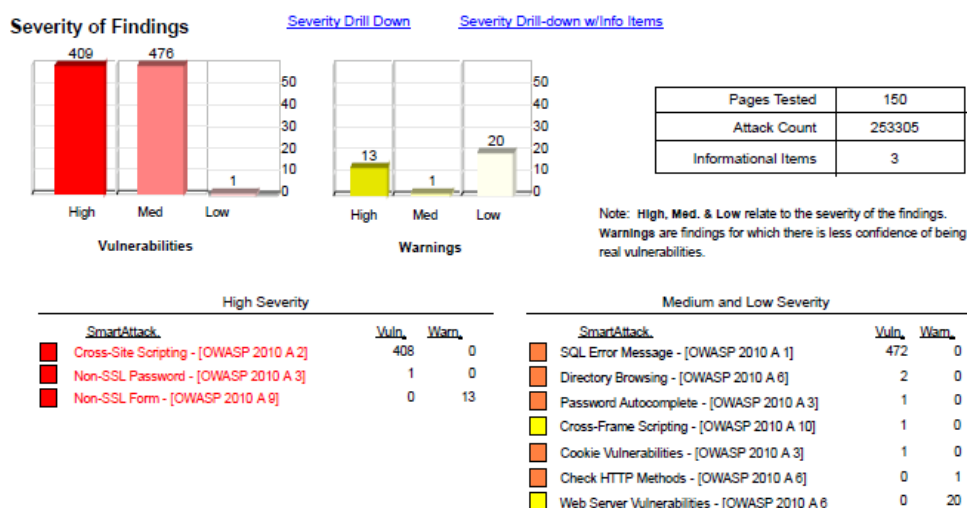 Severity of Findings
Severity Drill Down
Severity Drill-down w/Info Items
409 476
50
40
30
20
10
0
1
High Med Low
Vulnerabilities
50
40
30
20
10
0
13
1
20
High Med Low
Warnings
Pages Tested 150
Attack Count 253305
Informational Items 3
Note: High, Med. & Low relate to the severity of the findings.
Warnings are findings for which there is less confidence of being
real vulnerabilities.
High Severity
SmartAttack Vuln. Warn.
Cross-Site Scripting - [OWASP 2010 A 2] 408 0
Non-SSL Password - [OWASP 2010 A 3] 1 0
Non-SSL Form - [OWASP 2010 A 9] 0 13
Medium and Low Severity
SmartAttack Vuln. Warn.
SQL Error Message - [OWASP 2010 A 1] 472 0
Directory Browsing - [OWASP 2010 A 6] 2 0
Password Autocomplete - [OWASP 2010 A 3] 1 0
Cross-Frame Scripting - [OWASP 2010 A 10] 1 0
Cookie Vulnerabilities - [OWASP 2010 A 3] 1 0
Check HTTP Methods - [OWASP 2010 A 6] 0 1
Web Server Vulnerabilities - [OWASP 2010 A 6 0 20